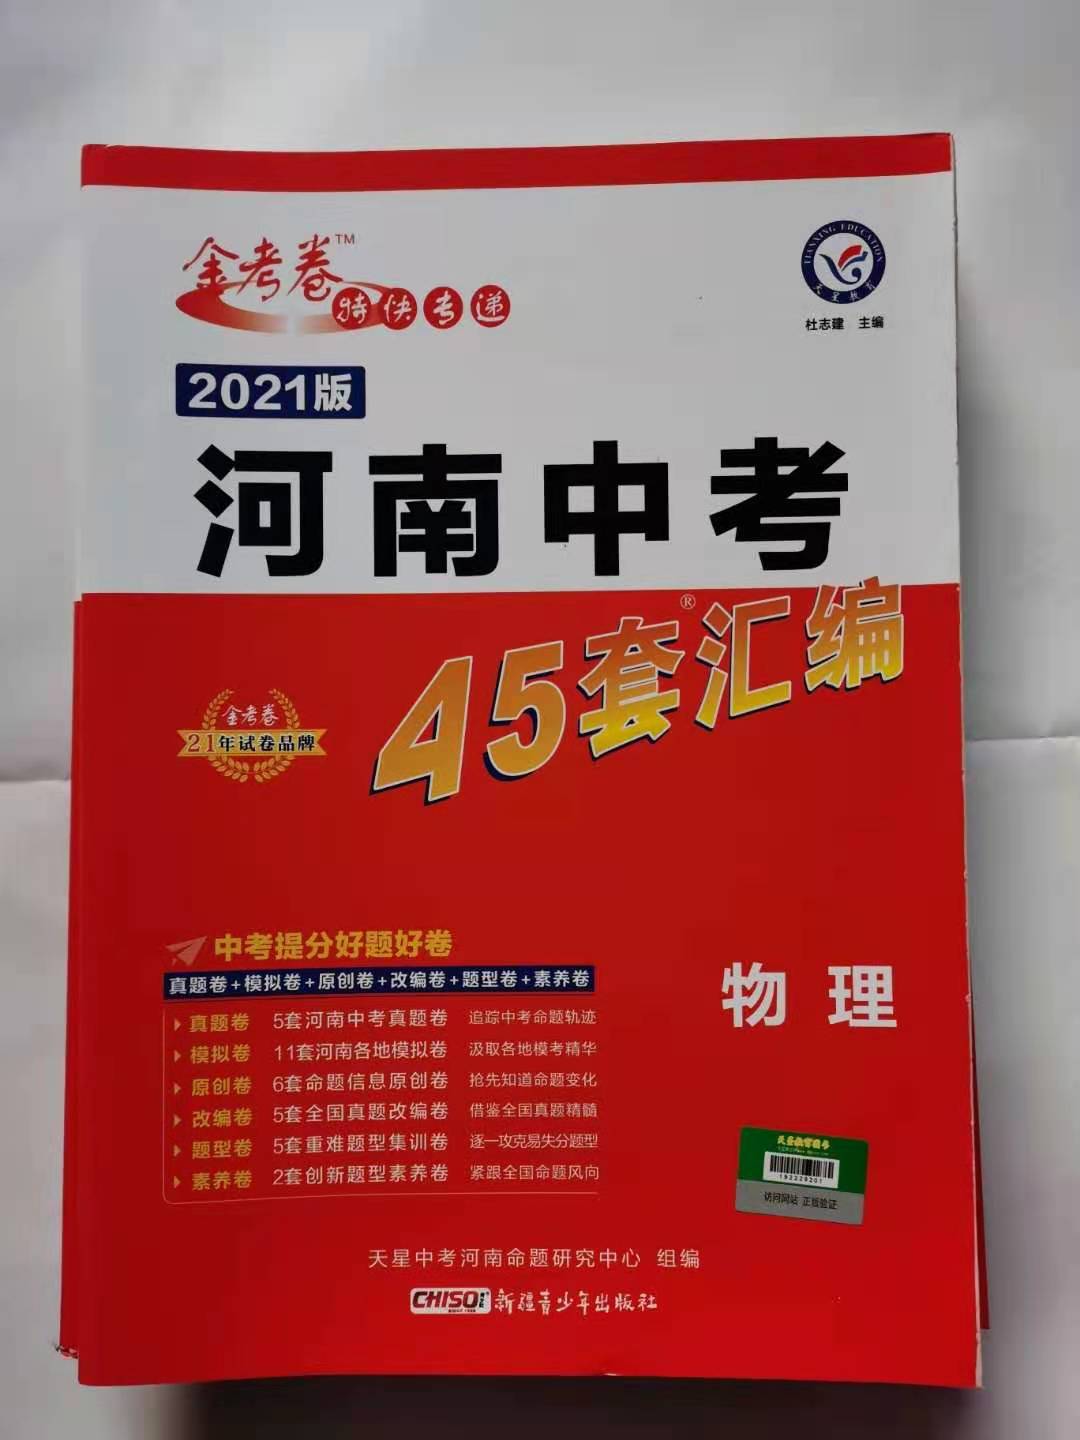 金考卷™
特快专递
TIANXING EDUCATION
天星教育
杜志建 主编
2021版
河南中考
45套®汇编
金考卷
21年试卷品牌
中考提分好题好卷
真题卷+模拟卷+原创卷+改编卷+题型卷+素养卷
真题卷 5套河南中考真题卷 追踪中考命题轨迹
模拟卷 11套河南各地模拟卷 汲取各地模考精华
原创卷 6套命题信息原创卷 抢先知道命题变化
改编卷 5套全国真题改编卷 借鉴全国真题精髓
题型卷 5套重难题型集训卷 逐一攻克易失分题型
素养卷 2套创新题型素养卷 紧跟全国命题风向
物理
天星教育图书
192229201
访问网站 正版验证
天星中考河南命题研究中心 组编
CHISO 新疆青少年出版社